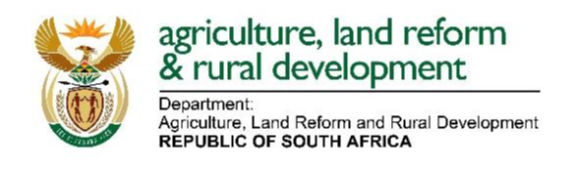 agriculture, land reform
& rural development
Department:
Agriculture, Land Reform and Rural Development
REPUBLIC OF SOUTH AFRICA